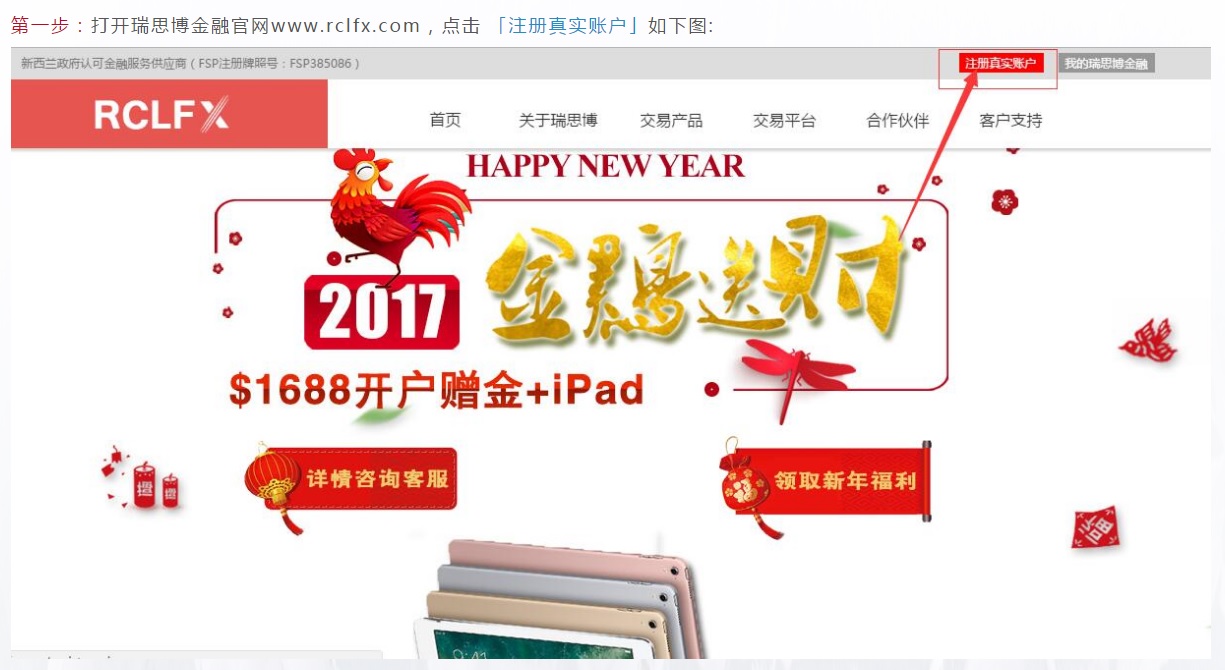 第一步：打开瑞思博金融官网www.rclfx.com，点击 「注册真实账户」如下图:
新西兰政府认可金融服务供应商（FSP注册牌照号：FSP385086）
注册真实账户 我的瑞思博金融
RCLFX 首页 关于瑞思博 交易产品 交易平台 合作伙伴 客户支持
HAPPY NEW YEAR
2017 金鸡送财
$1688开户赠金+iPad
详情咨询客服 领取新年福利